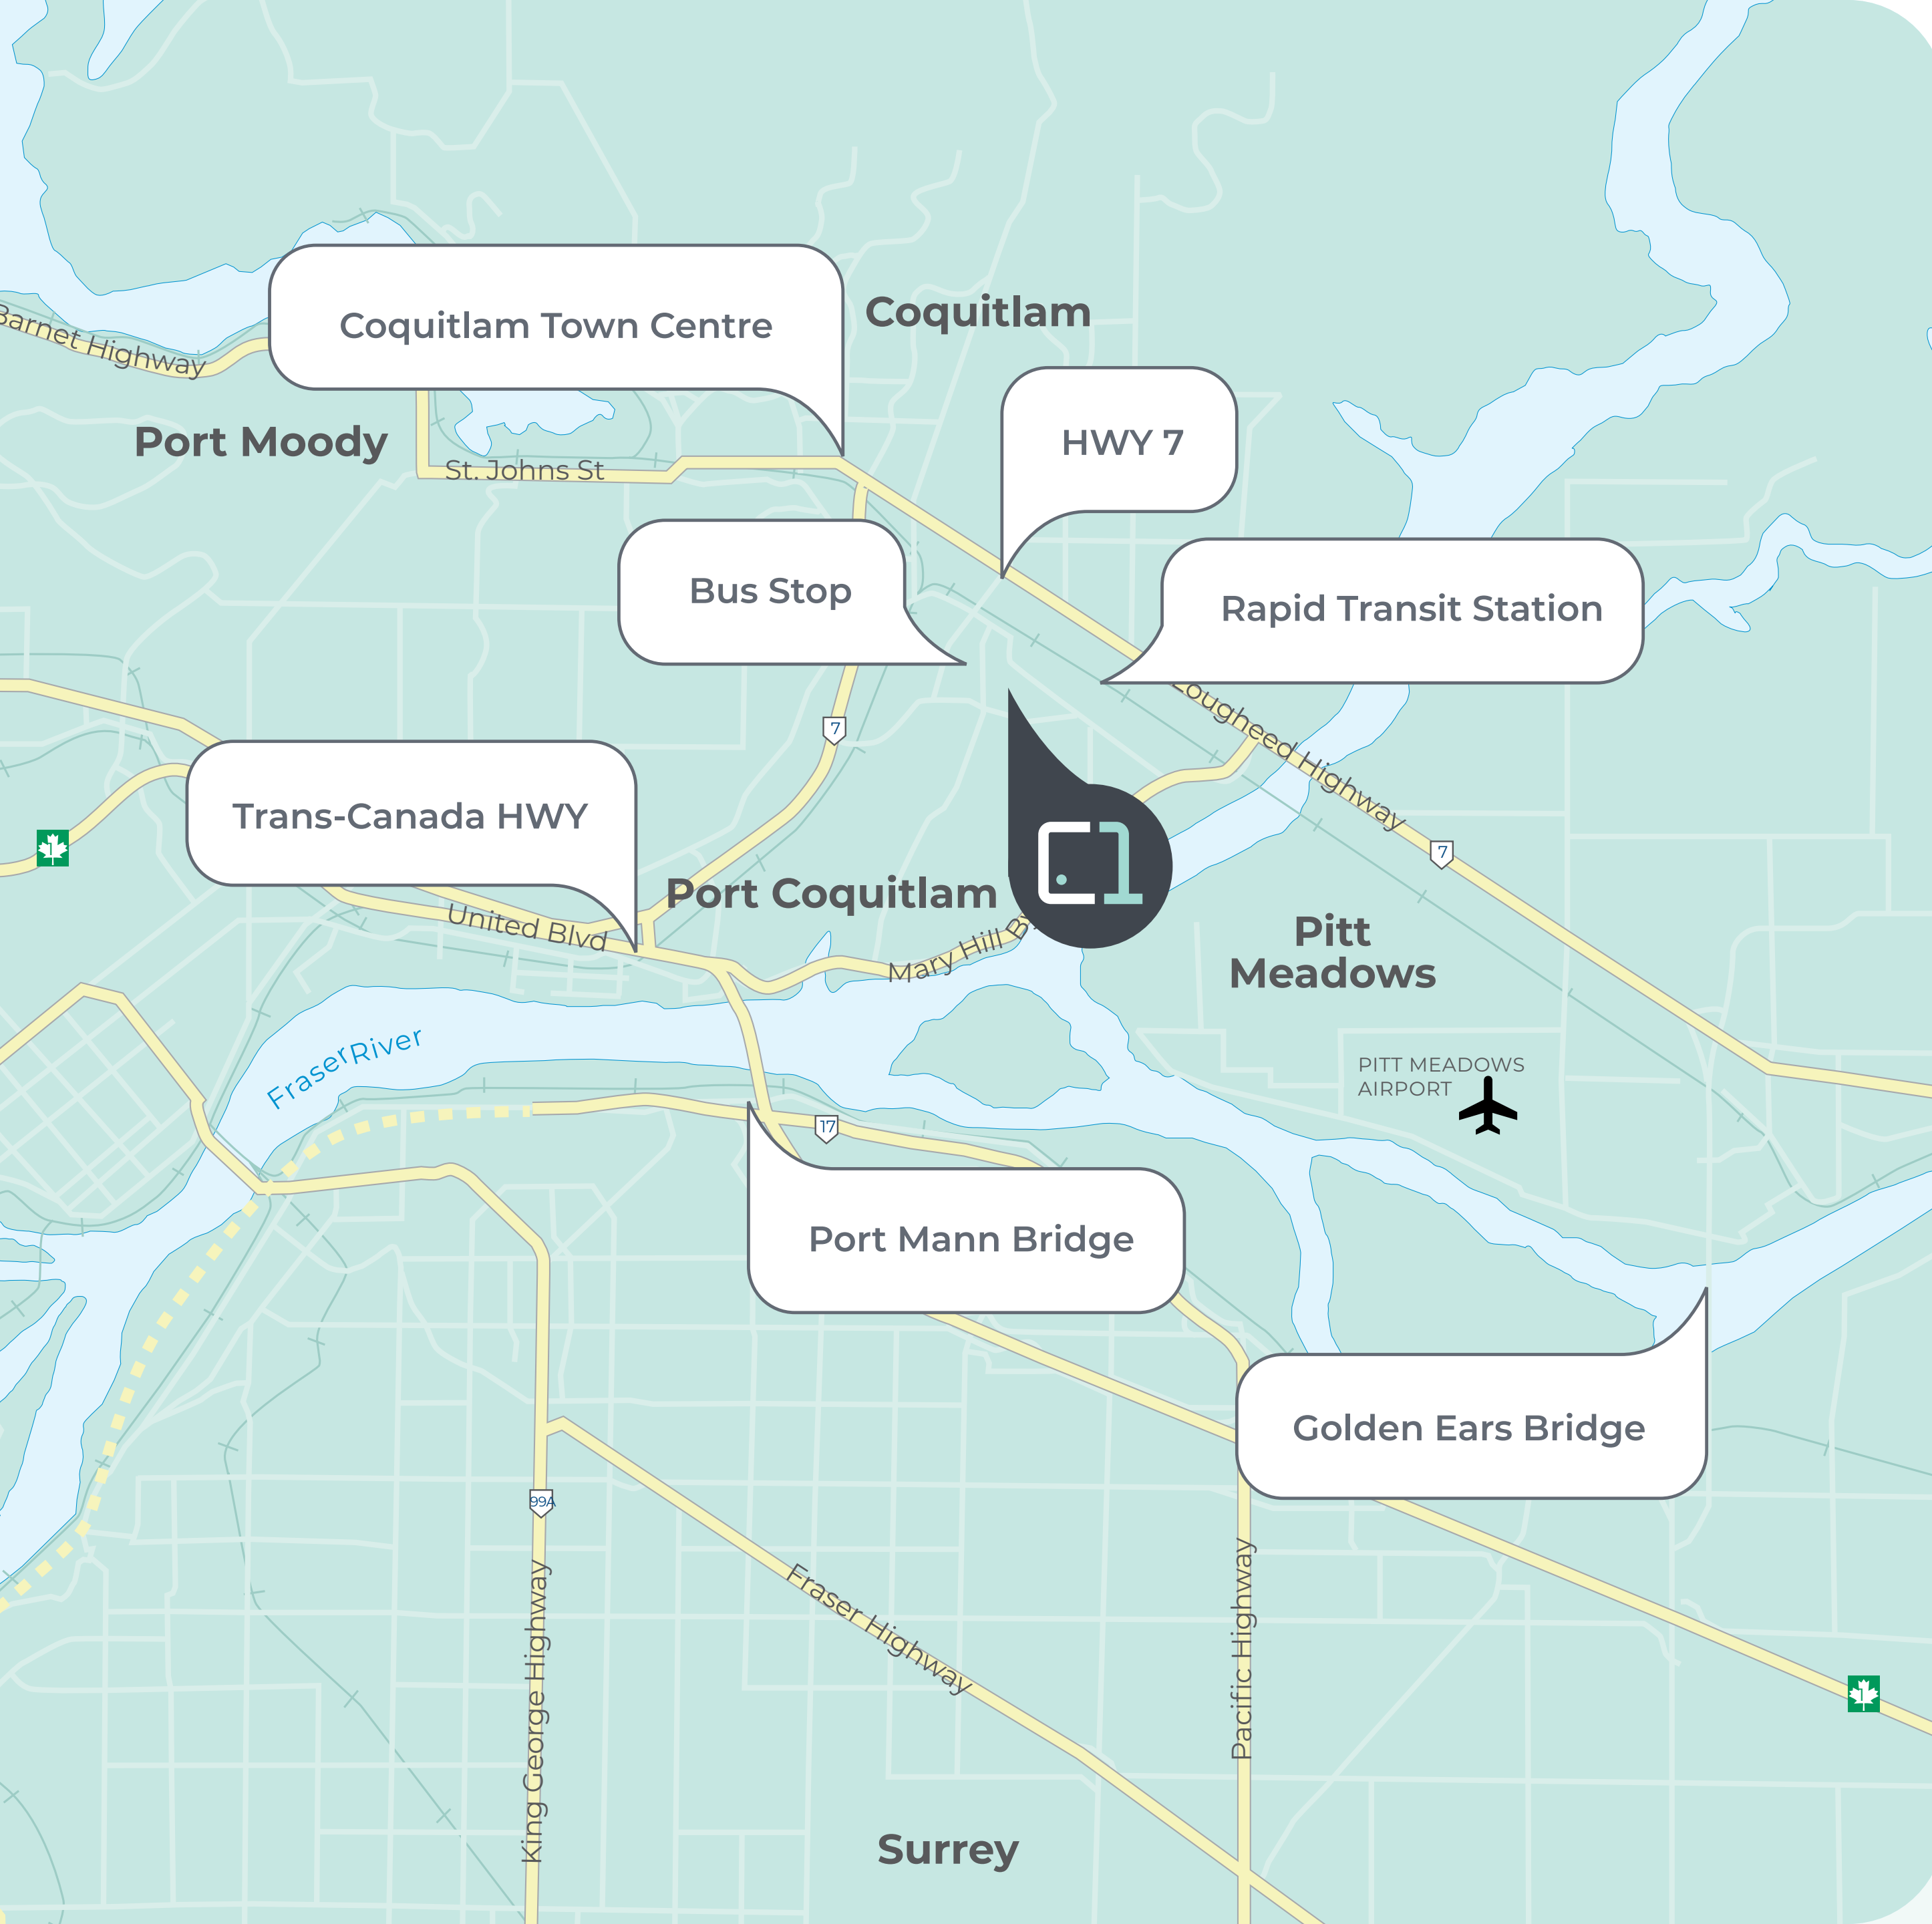 Coquitlam
Coquitlam Town Centre
Barnet Highway
Port Moody
HWY 7
St. Johns St
Bus Stop
Rapid Transit Station
Lougheed Highway
7
Trans-Canada HWY
1
7
Port Coquitlam
United Blvd
Mary Hill
Pitt
Meadows
Fraser River
PITT MEADOWS
AIRPORT
17
Port Mann Bridge
Golden Ears Bridge
99A
King George Highway
Fraser Highway
Pacific Highway
1
Surrey